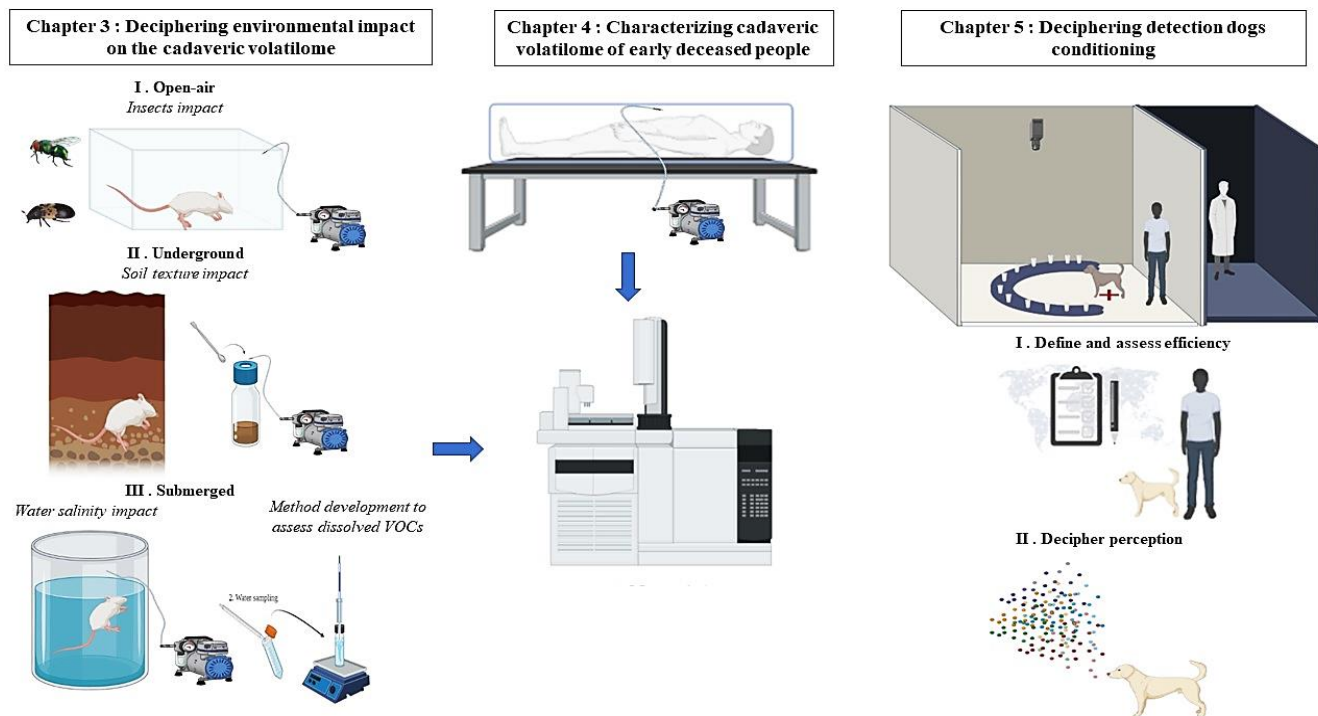 Chapter 3 : Deciphering environmental impact
on the cadaveric volatilome
I . Open-air
Insects impact
II . Underground
Soil texture impact
III . Submerged
Water salinity impact
Method development to
assess dissolved VOCs
2. Water sampling
Chapter 4 : Characterizing cadaveric
volatilome of early deceased people
Chapter 5 : Deciphering detection dogs
conditioning
I . Define and assess efficiency
II . Decipher perception